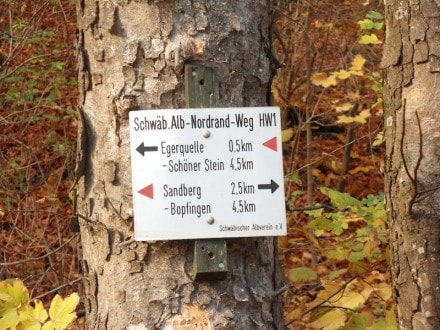 Schwäb.Alb-Nordrand-Weg HW1
Egerquelle 0,5km
-Schöner Stein 4,5km
Sandberg 2,5km
-Bopfingen 4,5km
Schwäbischer Albverein e.V.